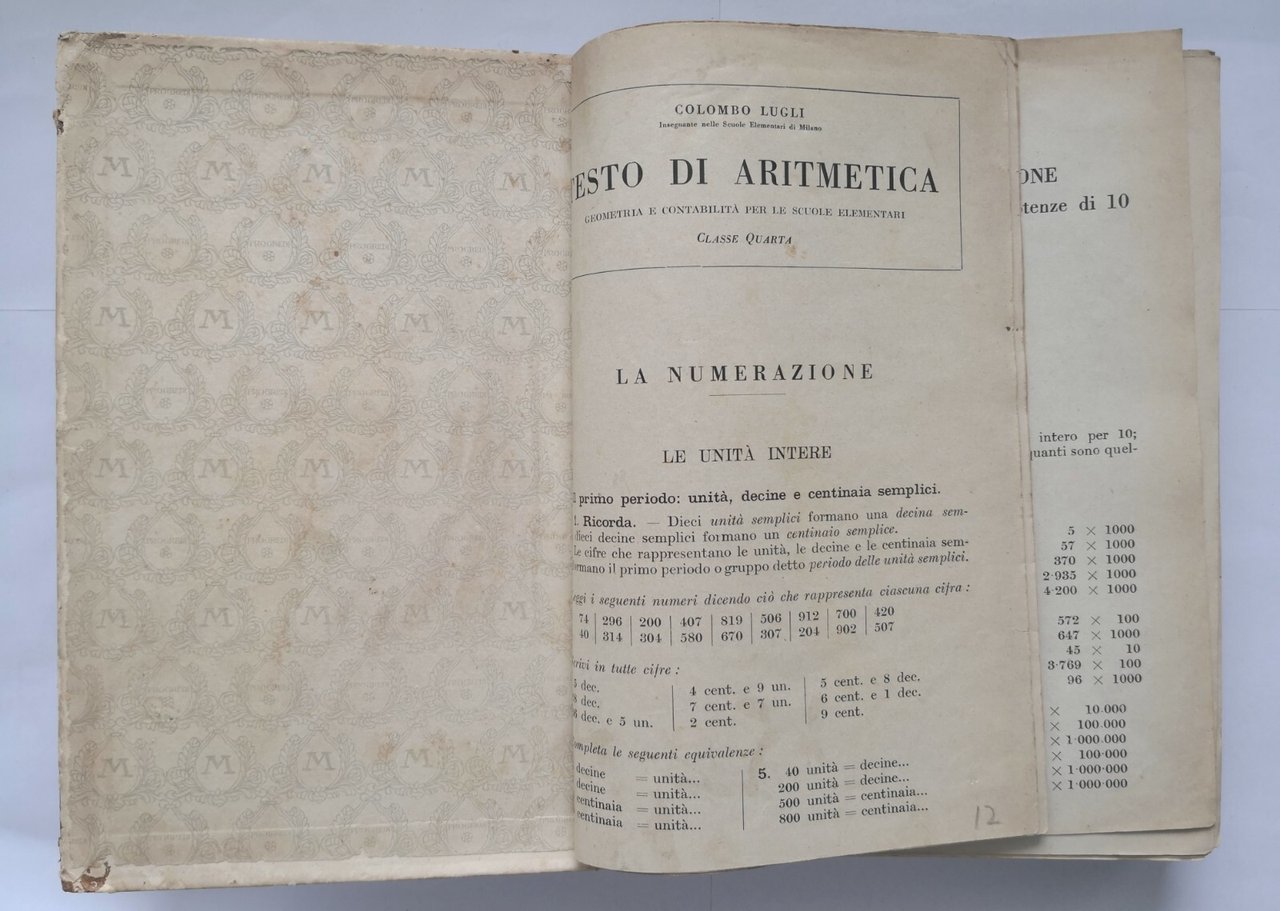 COLOMBO LUGLI
Insegnante nelle Scuole Elementari di Milano
TESTO DI ARITMETICA
GEOMETRIA E CONTABILITÀ PER LE SCUOLE ELEMENTARI
CLASSE QUARTA
LA NUMERAZIONE
LE UNITÀ INTERE
primo periodo: unità, decine e centinaia semplici.
1. Ricorda. — Dieci unità semplici formano una decina sem-
dieci decine semplici formano un centinaio semplice.
Le cifre che rappresentano le unità, le decine e le centinaia sem-
ormano il primo periodo o gruppo detto periodo delle unità semplici.
eggi i seguenti numeri dicendo ciò che rappresenta ciascuna cifra :
74 | 296 | 200 | 407 | 819 | 506 | 912 | 700 | 420
40 | 314 | 304 | 580 | 670 | 307 | 204 | 902 | 507
crivi in tutte cifre :
5 dec. | 4 cent. e 9 un. | 5 cent. e 8 dec.
8 dec. | 7 cent. e 7 un. | 6 cent. e 1 dec.
6 dec. e 5 un. | 2 cent. | 9 cent.
ompleta le seguenti equivalenze :
decine = unità... | 5. 40 unità = decine...
decine = unità... | 200 unità = decine...
centinaia = unità... | 500 unità = centinaia...
centinaia = unità... | 800 unità = centinaia...
12
ONE
tenze di 10
intero per 10;
quanti sono quel-
5 × 1000
57 × 1000
370 × 1000
2·935 × 1000
4·200 × 1000
572 × 100
647 × 1000
45 × 10
3·769 × 100
96 × 1000
× 10.000
× 100.000
× 1·000.000
× 100·000
× 1·000·000
× 1·000·000
M
PROGREDI